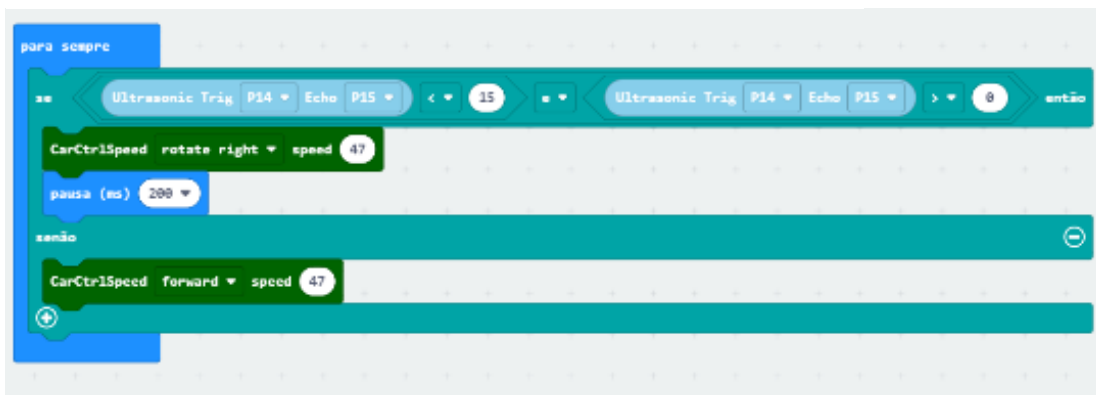 para sempre
se Ultrasonic Trig P14 Echo P15 < 15 e Ultrasonic Trig P14 Echo P15 > 0 então
CarCtrlSpeed rotate right speed 47
pausa (ms) 200
senão
CarCtrlSpeed forward speed 47